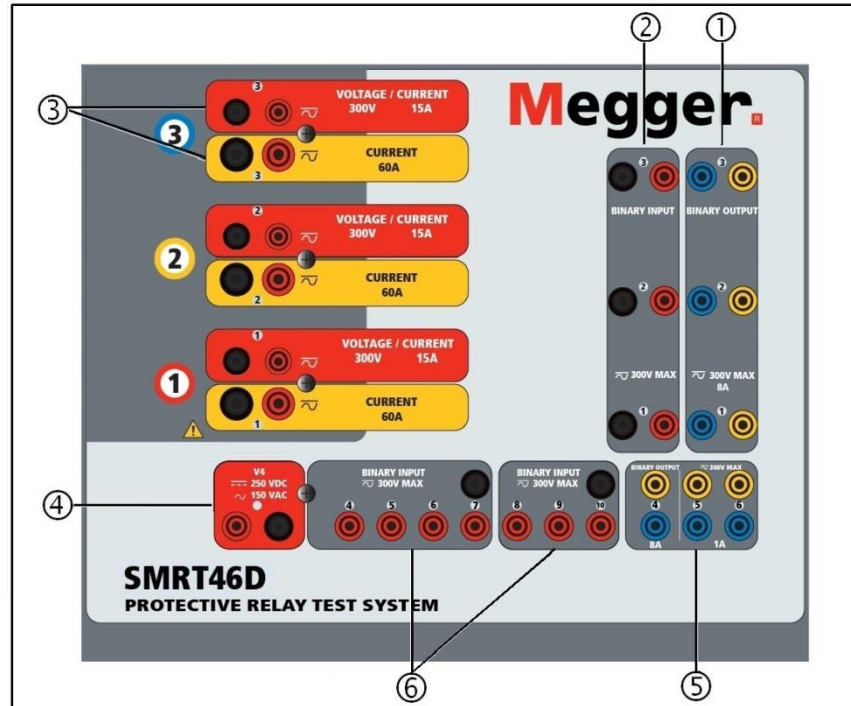 ② ①
③
3
VOLTAGE / CURRENT
300V 15A
3
CURRENT
60A
3
Megger
R
3
BINARY INPUT
3
BINARY OUTPUT
2
VOLTAGE / CURRENT
300V 15A
2
CURRENT
60A
2
2
2
1
VOLTAGE / CURRENT
300V 15A
1
CURRENT
60A
1
300V MAX
1
300V MAX
8A
1
④
V4
250 VDC
150 VAC
BINARY INPUT
300V MAX
4 5 6 7
BINARY INPUT
300V MAX
8 9 10
BINARY OUTPUT 300V MAX
4 5 6
8A 1A
SMRT46D
PROTECTIVE RELAY TEST SYSTEM
⑥ ⑤